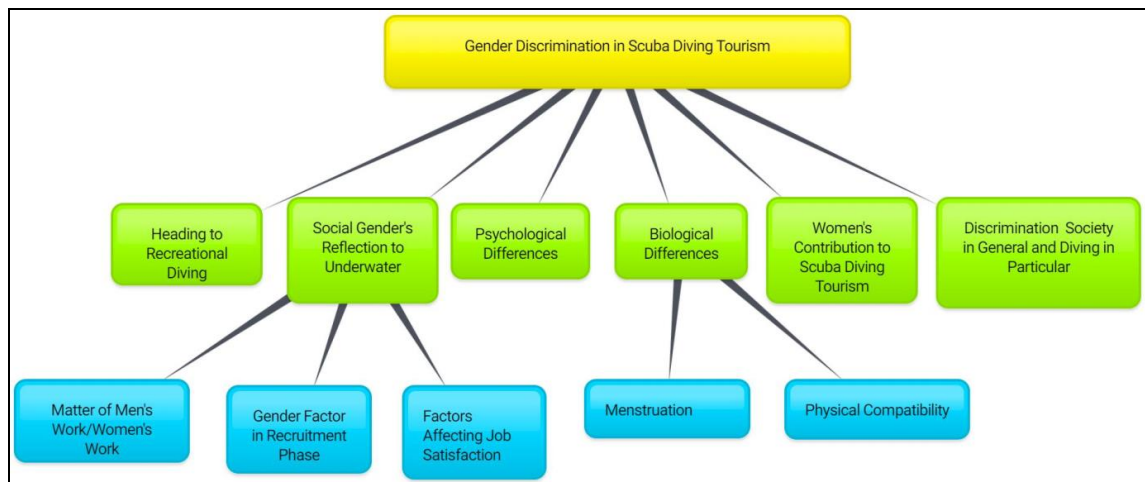 Gender Discrimination in Scuba Diving Tourism
Heading to
Recreational
Diving
Social Gender's
Reflection to
Underwater
Psychological
Differences
Biological
Differences
Women's
Contribution to
Scuba Diving
Tourism
Discrimination Society
in General and Diving in
Particular
Matter of Men's
Work/Women's
Work
Gender Factor
in Recruitment
Phase
Factors
Affecting Job
Satisfaction
Menstruation
Physical Compatibility